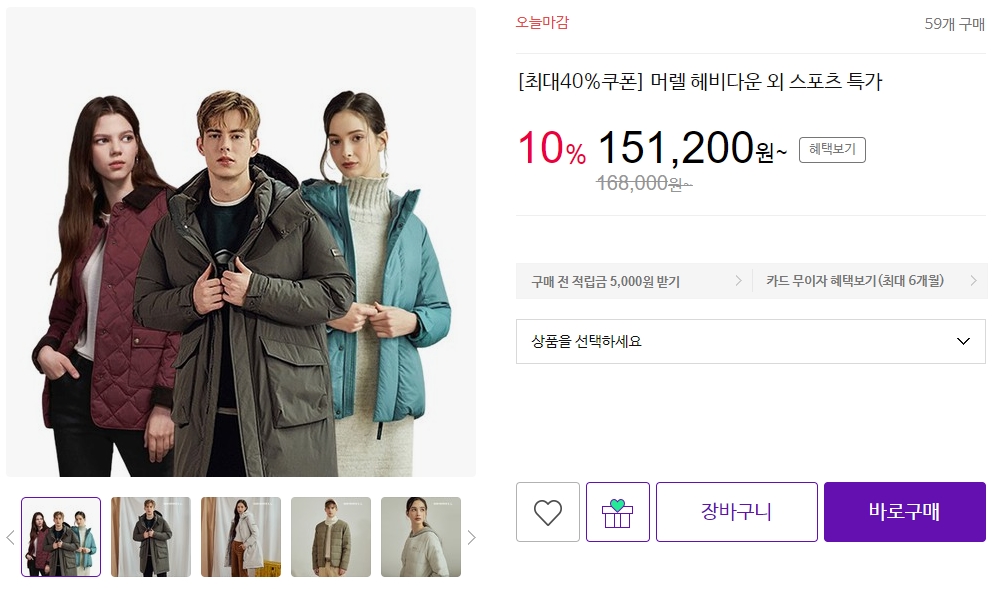 오늘마감
59개 구매
[최대40%쿠폰] 머렐 헤비다운 외 스포츠 특가
10% 151,200원~ 혜택보기
168,000원~
구매 전 적립금 5,000원 받기
카드 무이자 혜택보기(최대 6개월)
상품을 선택하세요
장바구니
바로구매